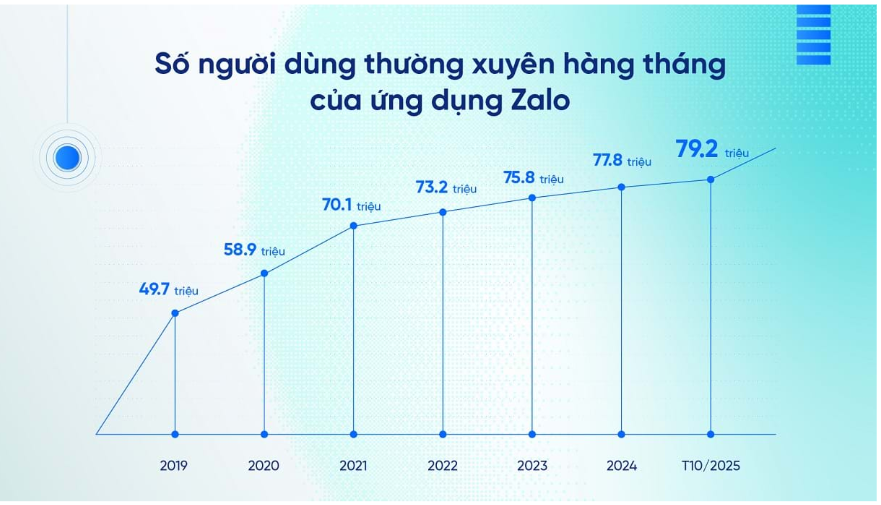 Số người dùng thường xuyên hàng tháng
của ứng dụng Zalo
79.2 triệu
77.8 triệu
75.8 triệu
73.2 triệu
70.1 triệu
58.9 triệu
49.7 triệu
2019 2020 2021 2022 2023 2024 T10/2025